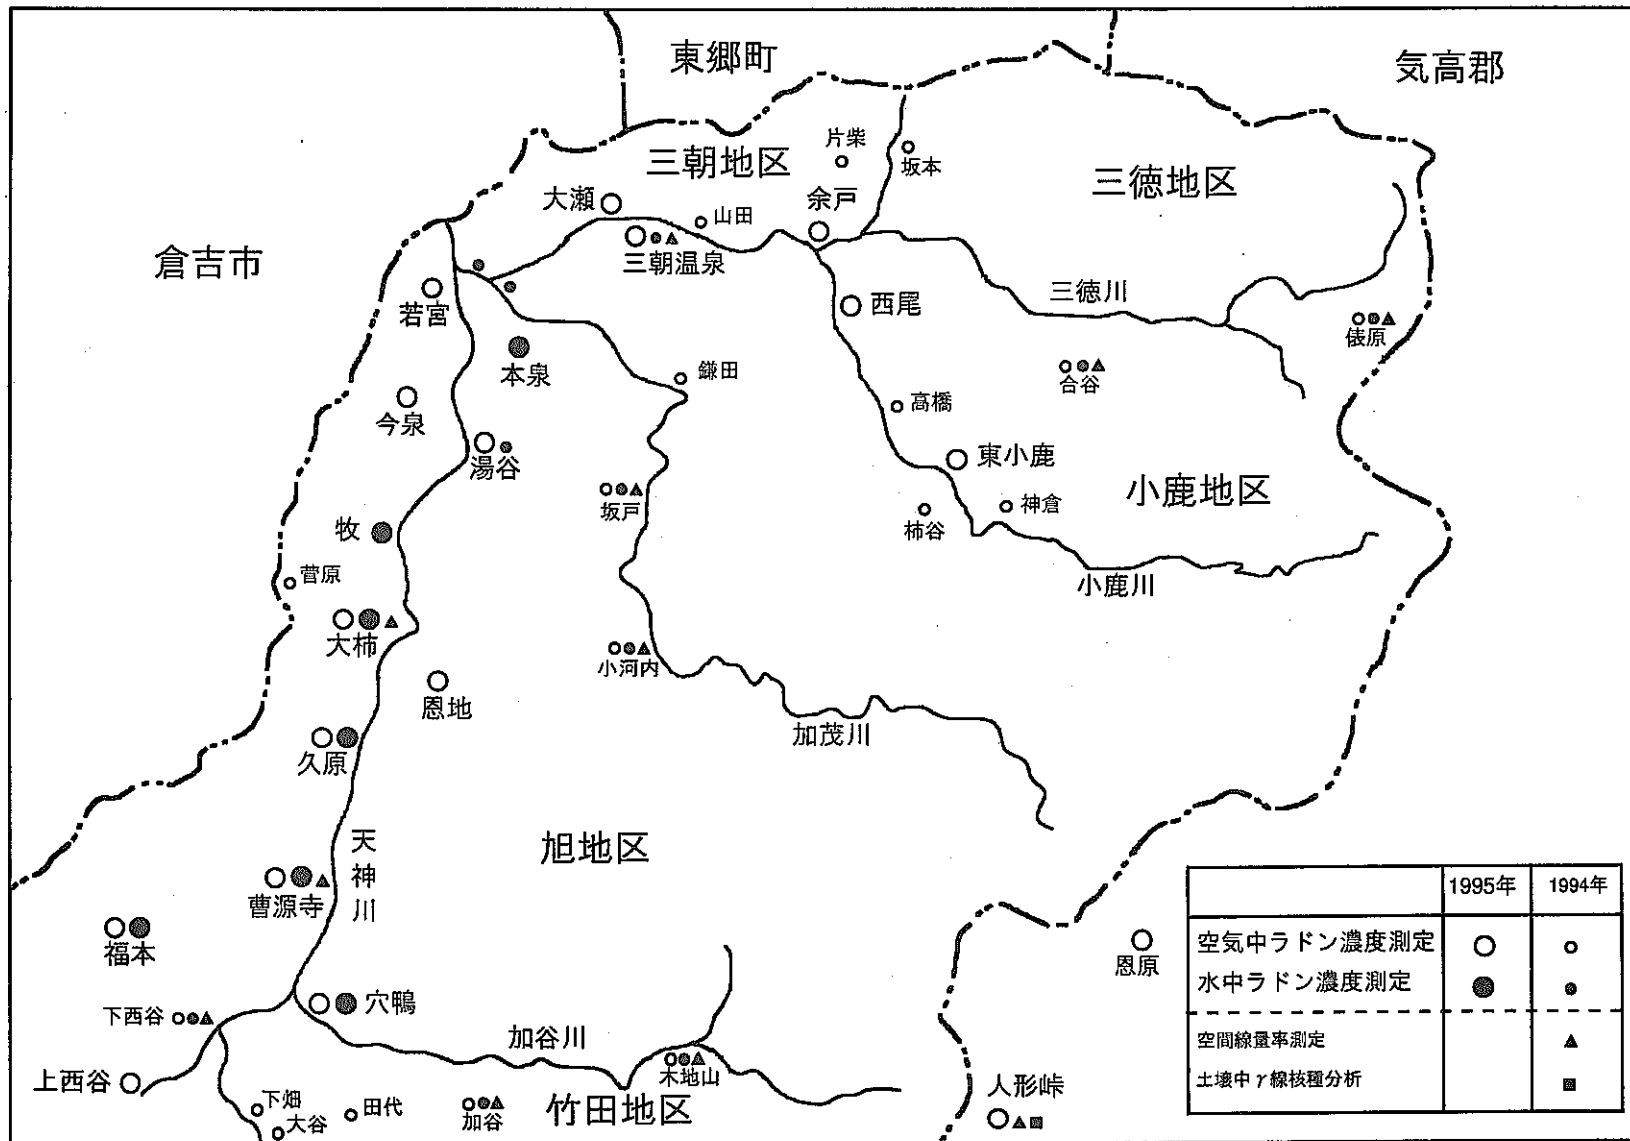 東郷町
気高郡
片柴
三朝地区
坂本
三徳地区
大瀬
山田
余戸
倉吉市
三朝温泉
三徳川
若宮
西尾
俵原
本泉
鎌田
合谷
今泉
高橋
湯谷
東小鹿
小鹿地区
坂戸
神倉
牧
柿谷
菅原
小鹿川
大柿
小河内
恩地
加茂川
久原
天神川
旭地区
曹源寺
1995年 1994年
福本
空気中ラドン濃度測定
恩原
水中ラドン濃度測定
穴鴨
下西谷
加谷川
空間線量率測定
木地山
土壌中γ線核種分析
上西谷
人形峠
下畑
田代
竹田地区
大谷
加谷